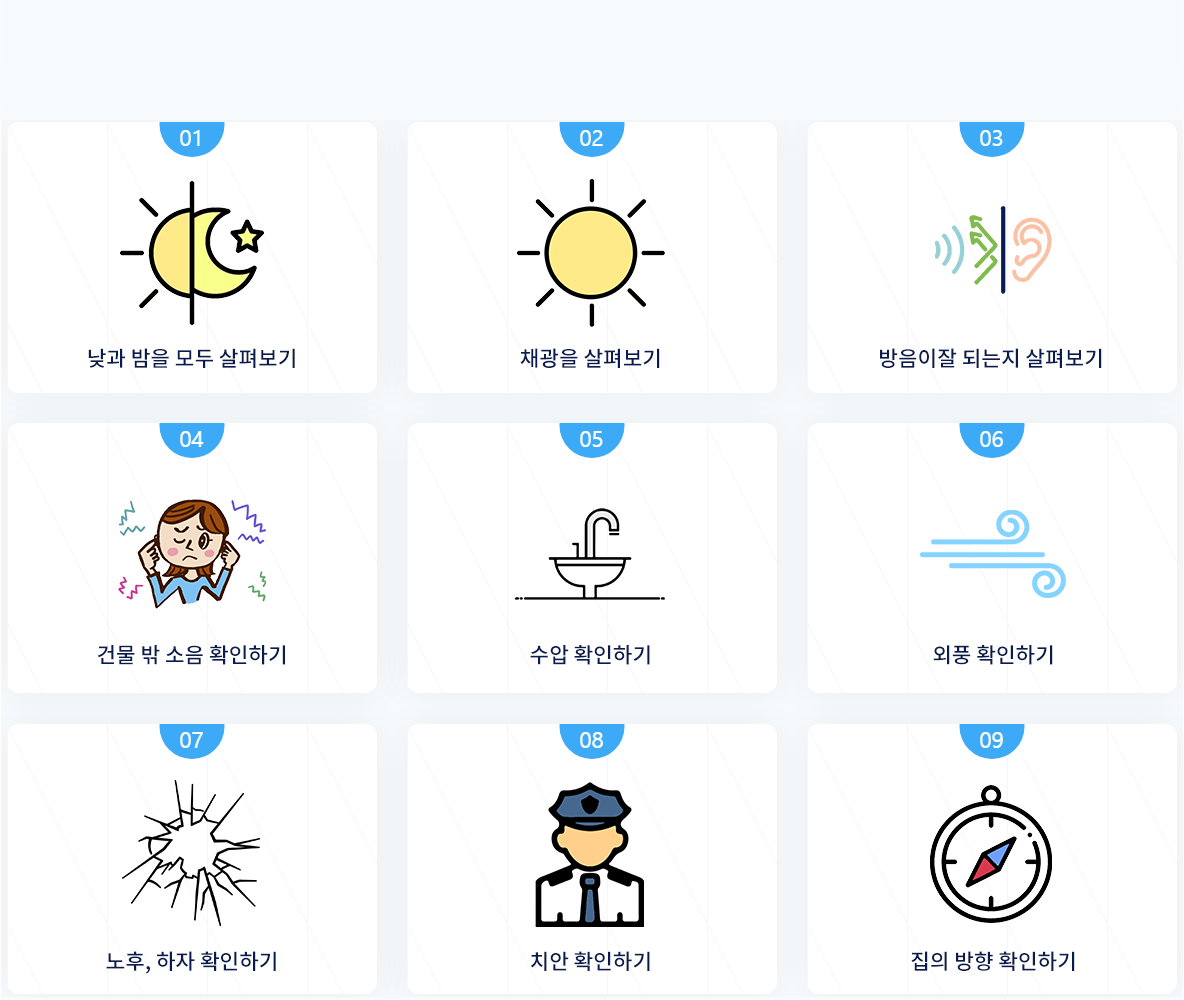 01
낮과 밤을 모두 살펴보기
02
채광을 살펴보기
03
방음이잘 되는지 살펴보기
04
건물 밖 소음 확인하기
05
수압 확인하기
06
외풍 확인하기
07
노후, 하자 확인하기
08
치안 확인하기
09
집의 방향 확인하기